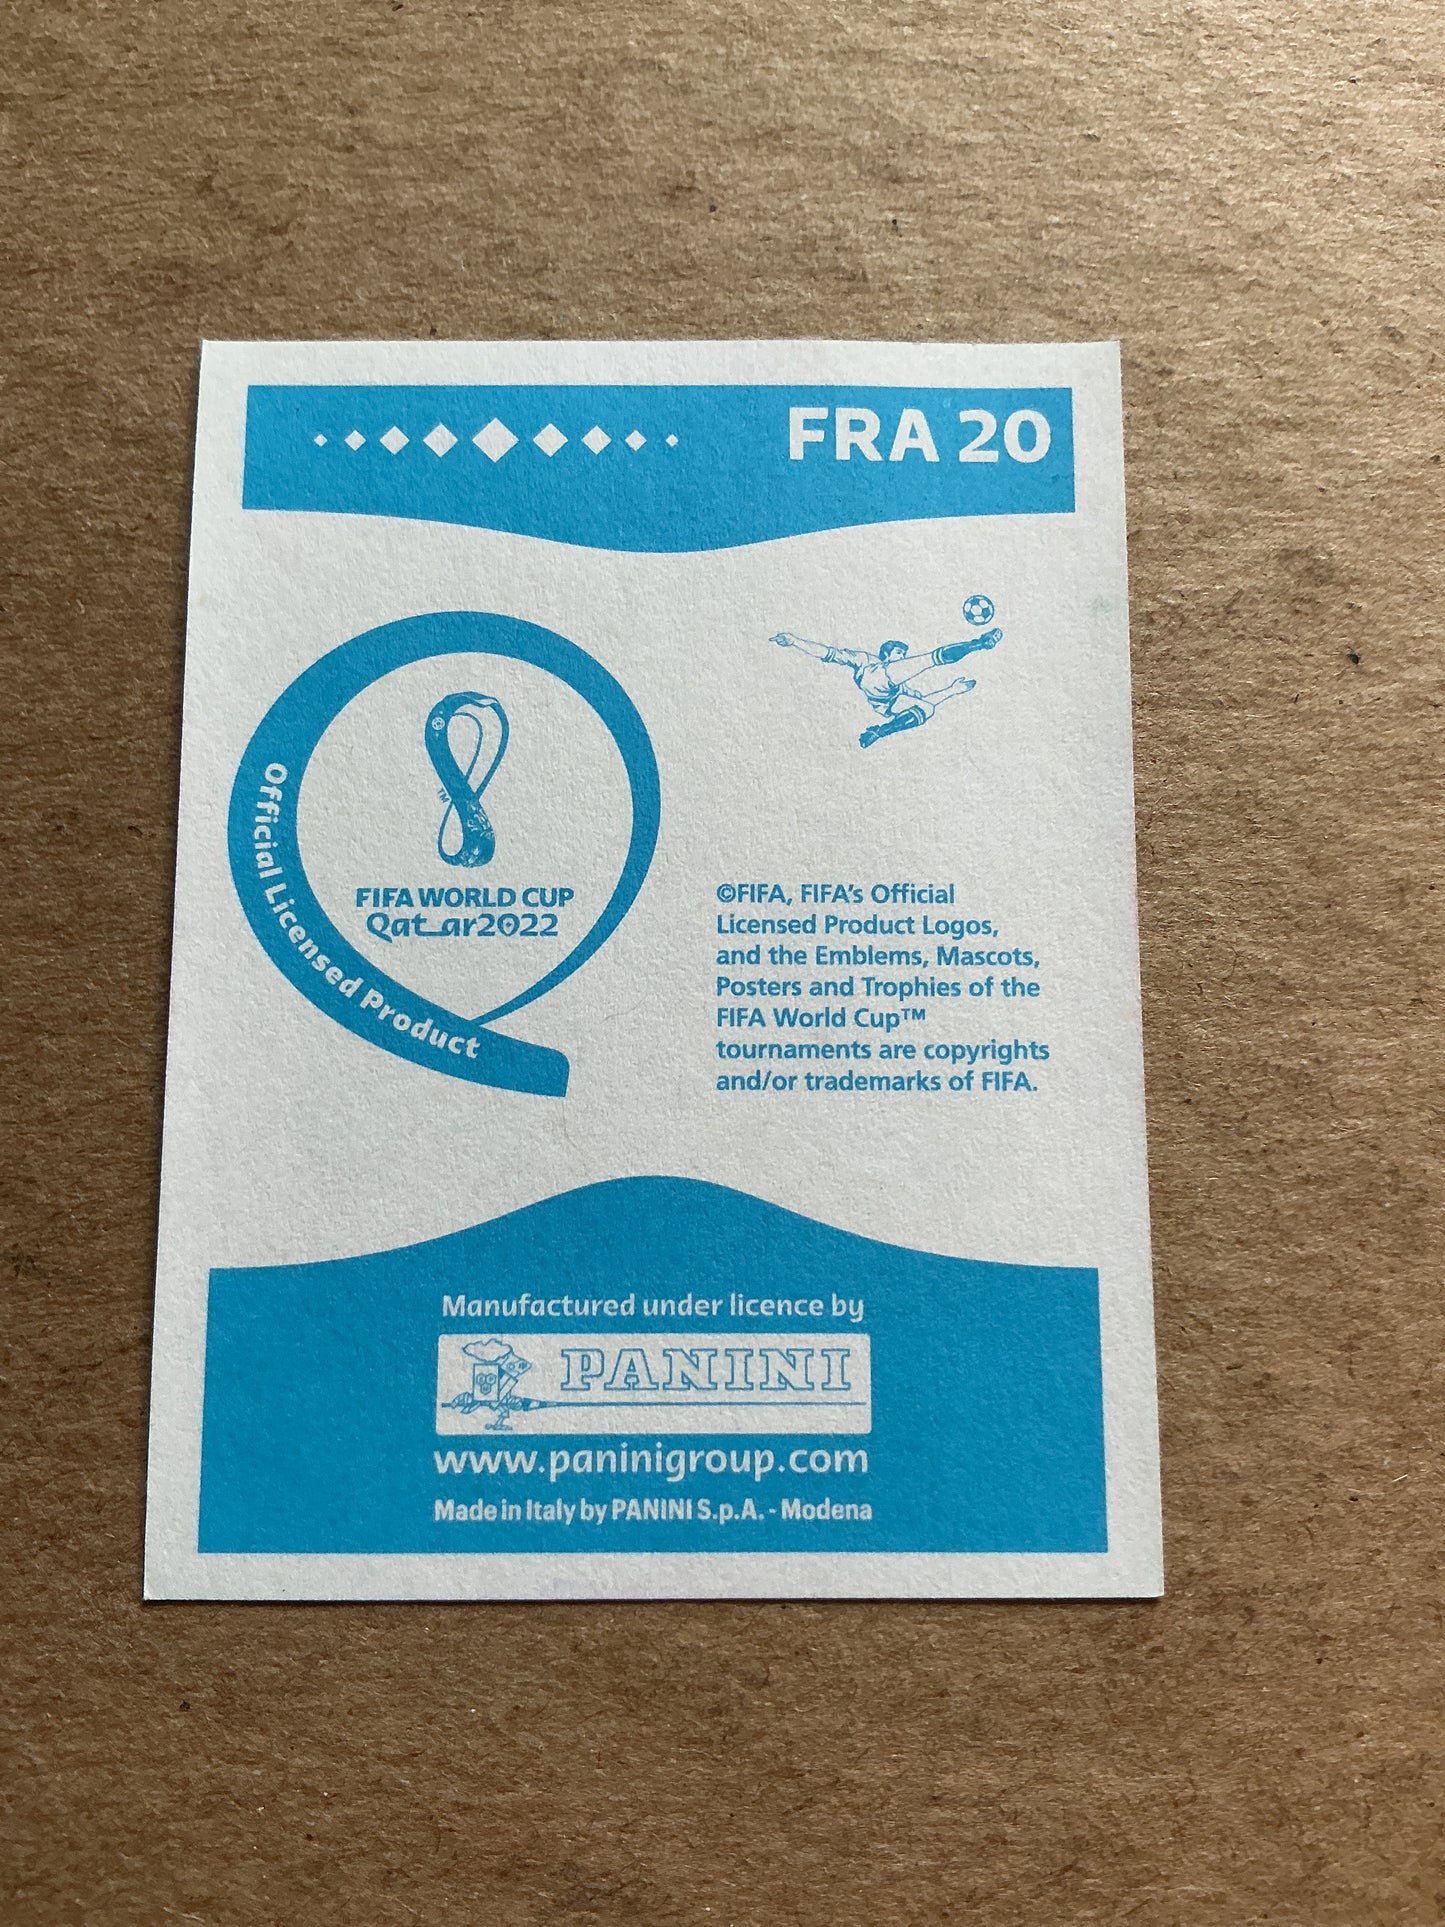 FRA 20
Official Licensed Product
TM
FIFA WORLD CUP
Qatar2022
©FIFA, FIFA's Official
Licensed Product Logos,
and the Emblems, Mascots,
Posters and Trophies of the
FIFA World Cup™
tournaments are copyrights
and/or trademarks of FIFA.
Manufactured under licence by
PANINI
www.paninigroup.com
Made in Italy by PANINI S.p.A. - Modena